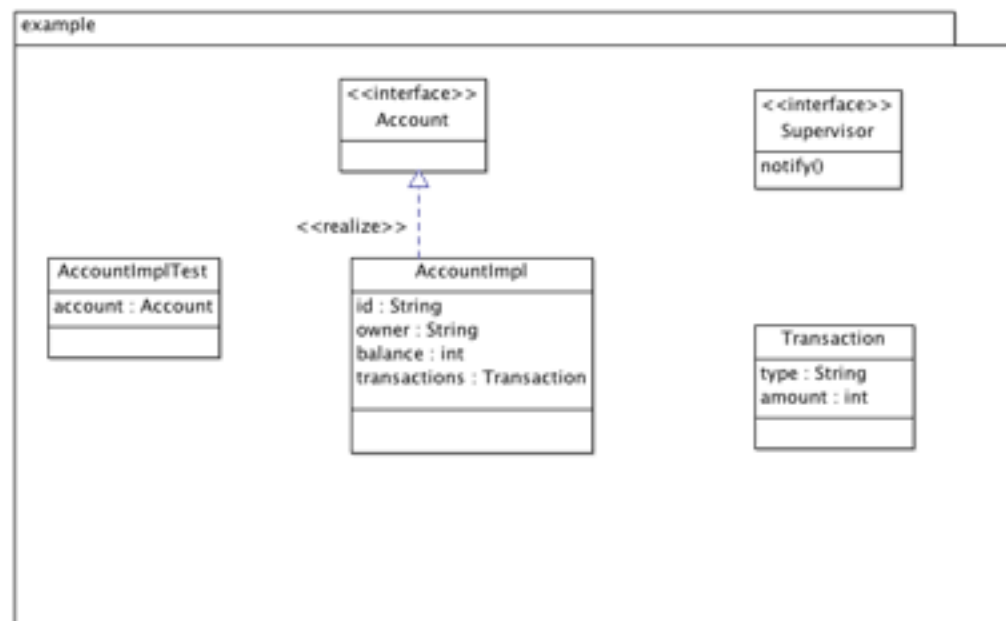 example
<<interface>>
Account
<<interface>>
Supervisor
notify()
<<realize>>
AccountImplTest
account : Account
AccountImpl
id : String
owner : String
balance : int
transactions : Transaction
Transaction
type : String
amount : int